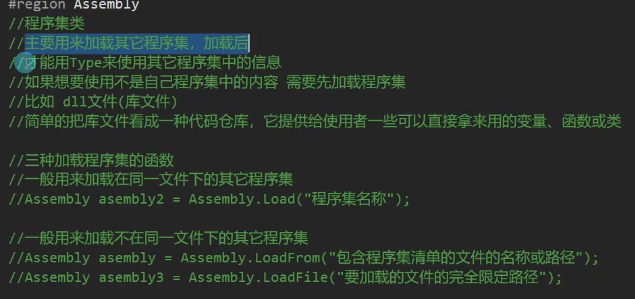 #region Assembly
//程序集类
//主要用来加载其它程序集，加载后
//才能用Type来使用其它程序集中的信息
//如果想要使用不是自己程序集中的内容 需要先加载程序集
//比如 dll文件(库文件)
//简单的把库文件看成一种代码仓库，它提供给使用者一些可以直接拿来用的变量、函数或类
//三种加载程序集的函数
//一般用来加载在同一文件下的其它程序集
//Assembly asembly2 = Assembly.Load("程序集名称");
//一般用来加载不在同一文件下的其它程序集
//Assembly asembly = Assembly.LoadFrom("包含程序集清单的文件的名称或路径");
//Assembly asembly3 = Assembly.LoadFile("要加载的文件的完全限定路径");